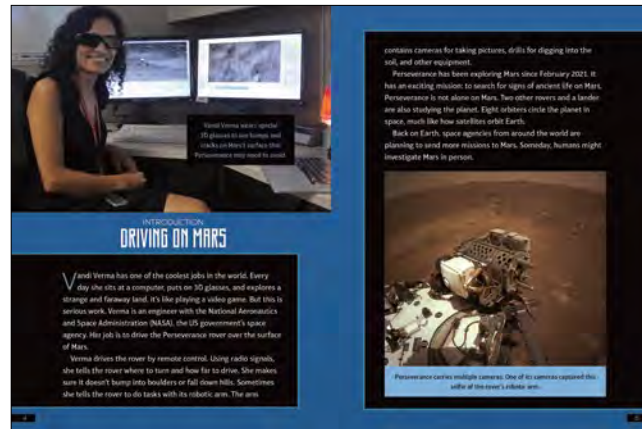 Vandi Verma wears special
3D glasses to see bumps and
cracks on Mars's surface that
Perseverance may need to avoid.
INTRODUCTION
DRIVING ON MARS
Vandi Verma has one of the coolest jobs in the world. Every
day she sits at a computer, puts on 3D glasses, and explores a
strange and faraway land. It's like playing a video game. But this is
serious work. Verma is an engineer with the National Aeronautics
and Space Administration (NASA), the US government's space
agency. Her job is to drive the Perseverance rover over the surface
of Mars.
Verma drives the rover by remote control. Using radio signals,
she tells the rover where to turn and how far to drive. She makes
sure it doesn't bump into boulders or fall down hills. Sometimes
she tells the rover to do tasks with its robotic arm. The arm
4
contains cameras for taking pictures, drills for digging into the
soil, and other equipment.
Perseverance has been exploring Mars since February 2021. It
has an exciting mission: to search for signs of ancient life on Mars.
Perseverance is not alone on Mars. Two other rovers and a lander
are also studying the planet. Eight orbiters circle the planet in
space, much like how satellites orbit Earth.
Back on Earth, space agencies from around the world are
planning to send more missions to Mars. Someday, humans might
investigate Mars in person.
Perseverance carries multiple cameras. One of its cameras captured this
selfie of the rover's robotic arm.
5